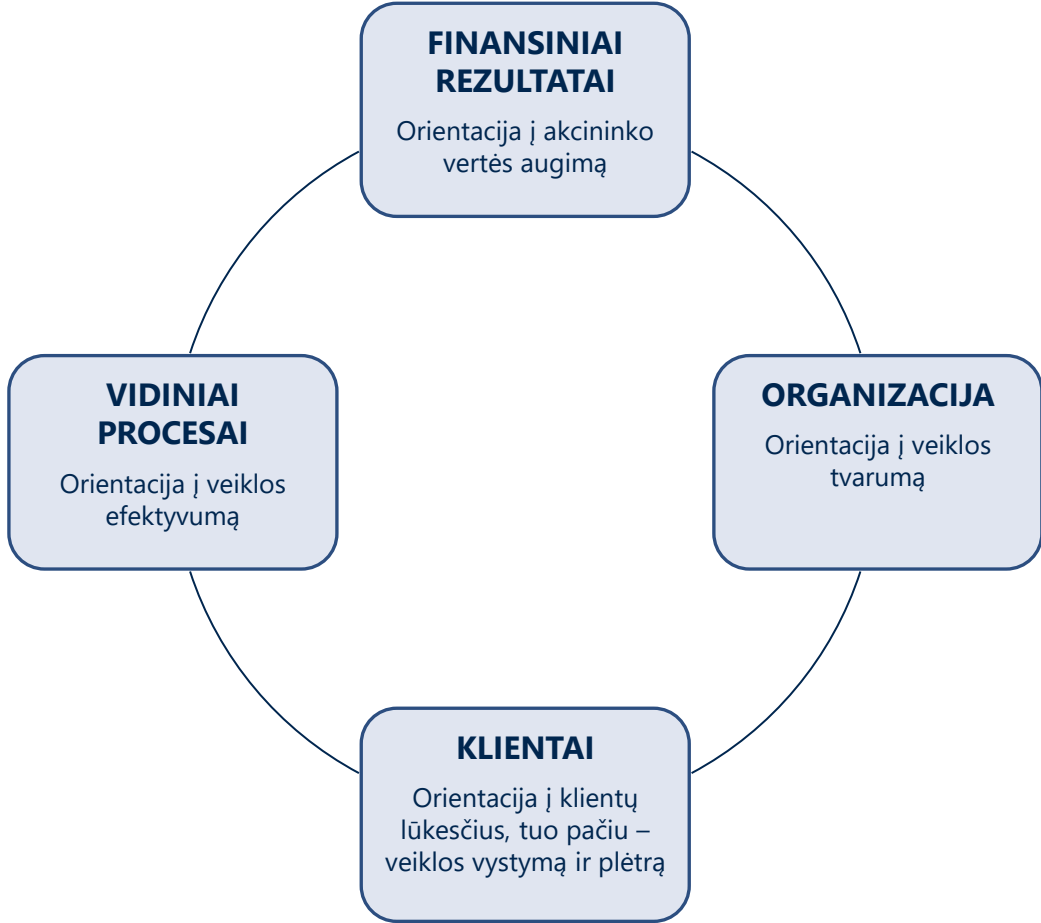 FINANSINIAI
REZULTATAI
Orientacija į akcininko
vertės augimą
VIDINIAI
PROCESAI
Orientacija į veiklos
efektyvumą
ORGANIZACIJA
Orientacija į veiklos
tvarumą
KLIENTAI
Orientacija į klientų
lūkesčius, tuo pačiu –
veiklos vystymą ir plėtrą